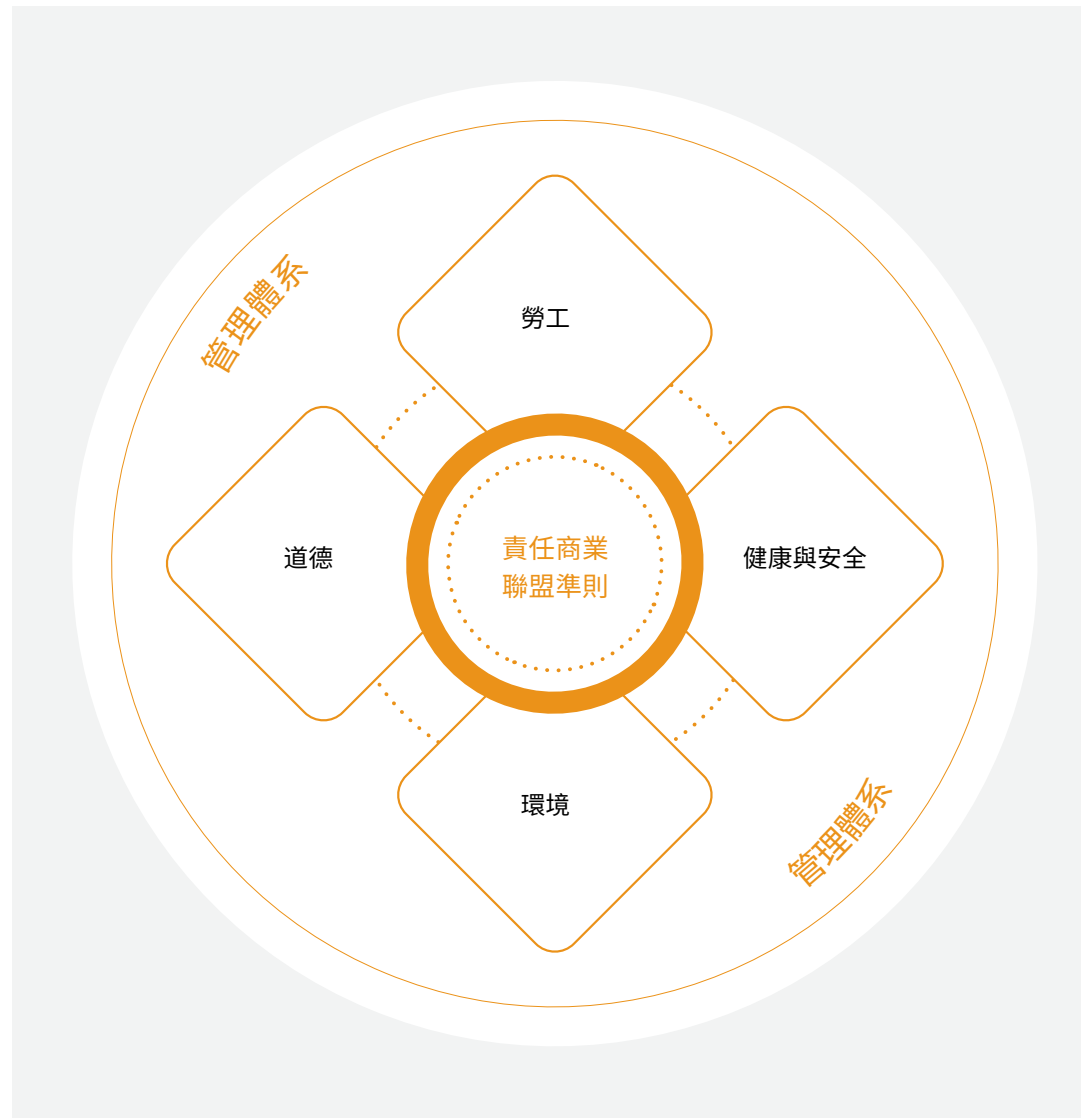 管理體系
勞工
道德
責任商業
聯盟準則
健康與安全
環境
管理體系